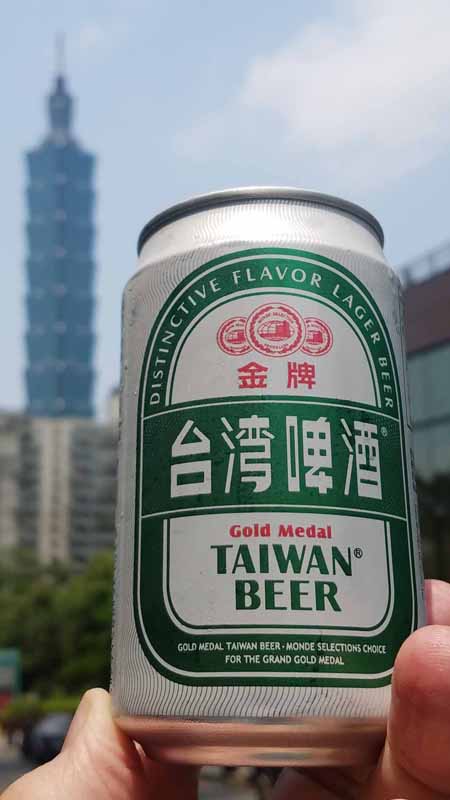 DISTINCTIVE FLAVOR LAGER BEER
金牌
台湾啤酒®
Gold Medal
TAIWAN®
BEER
GOLD MEDAL TAIWAN BEER · MONDE SELECTIONS CHOICE
FOR THE GRAND GOLD MEDAL